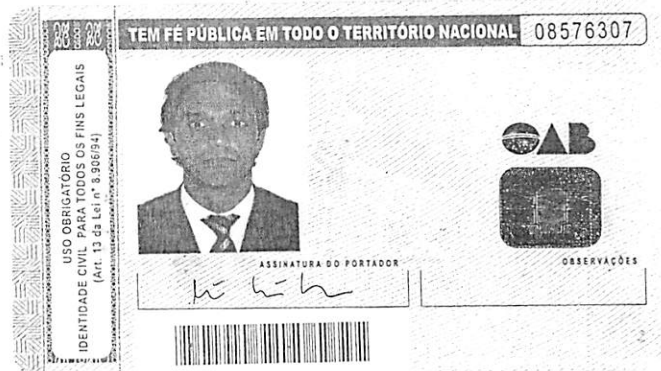 TEM FÉ PÚBLICA EM TODO O TERRITÓRIO NACIONAL 08576307
USO OBRIGATÓRIO
IDENTIDADE CIVIL PARA TODOS OS FINS LEGAIS
(Art. 13 da Lei nº 8.906/94)
OAB
ASSINATURA DO PORTADOR
OBSERVAÇÕES